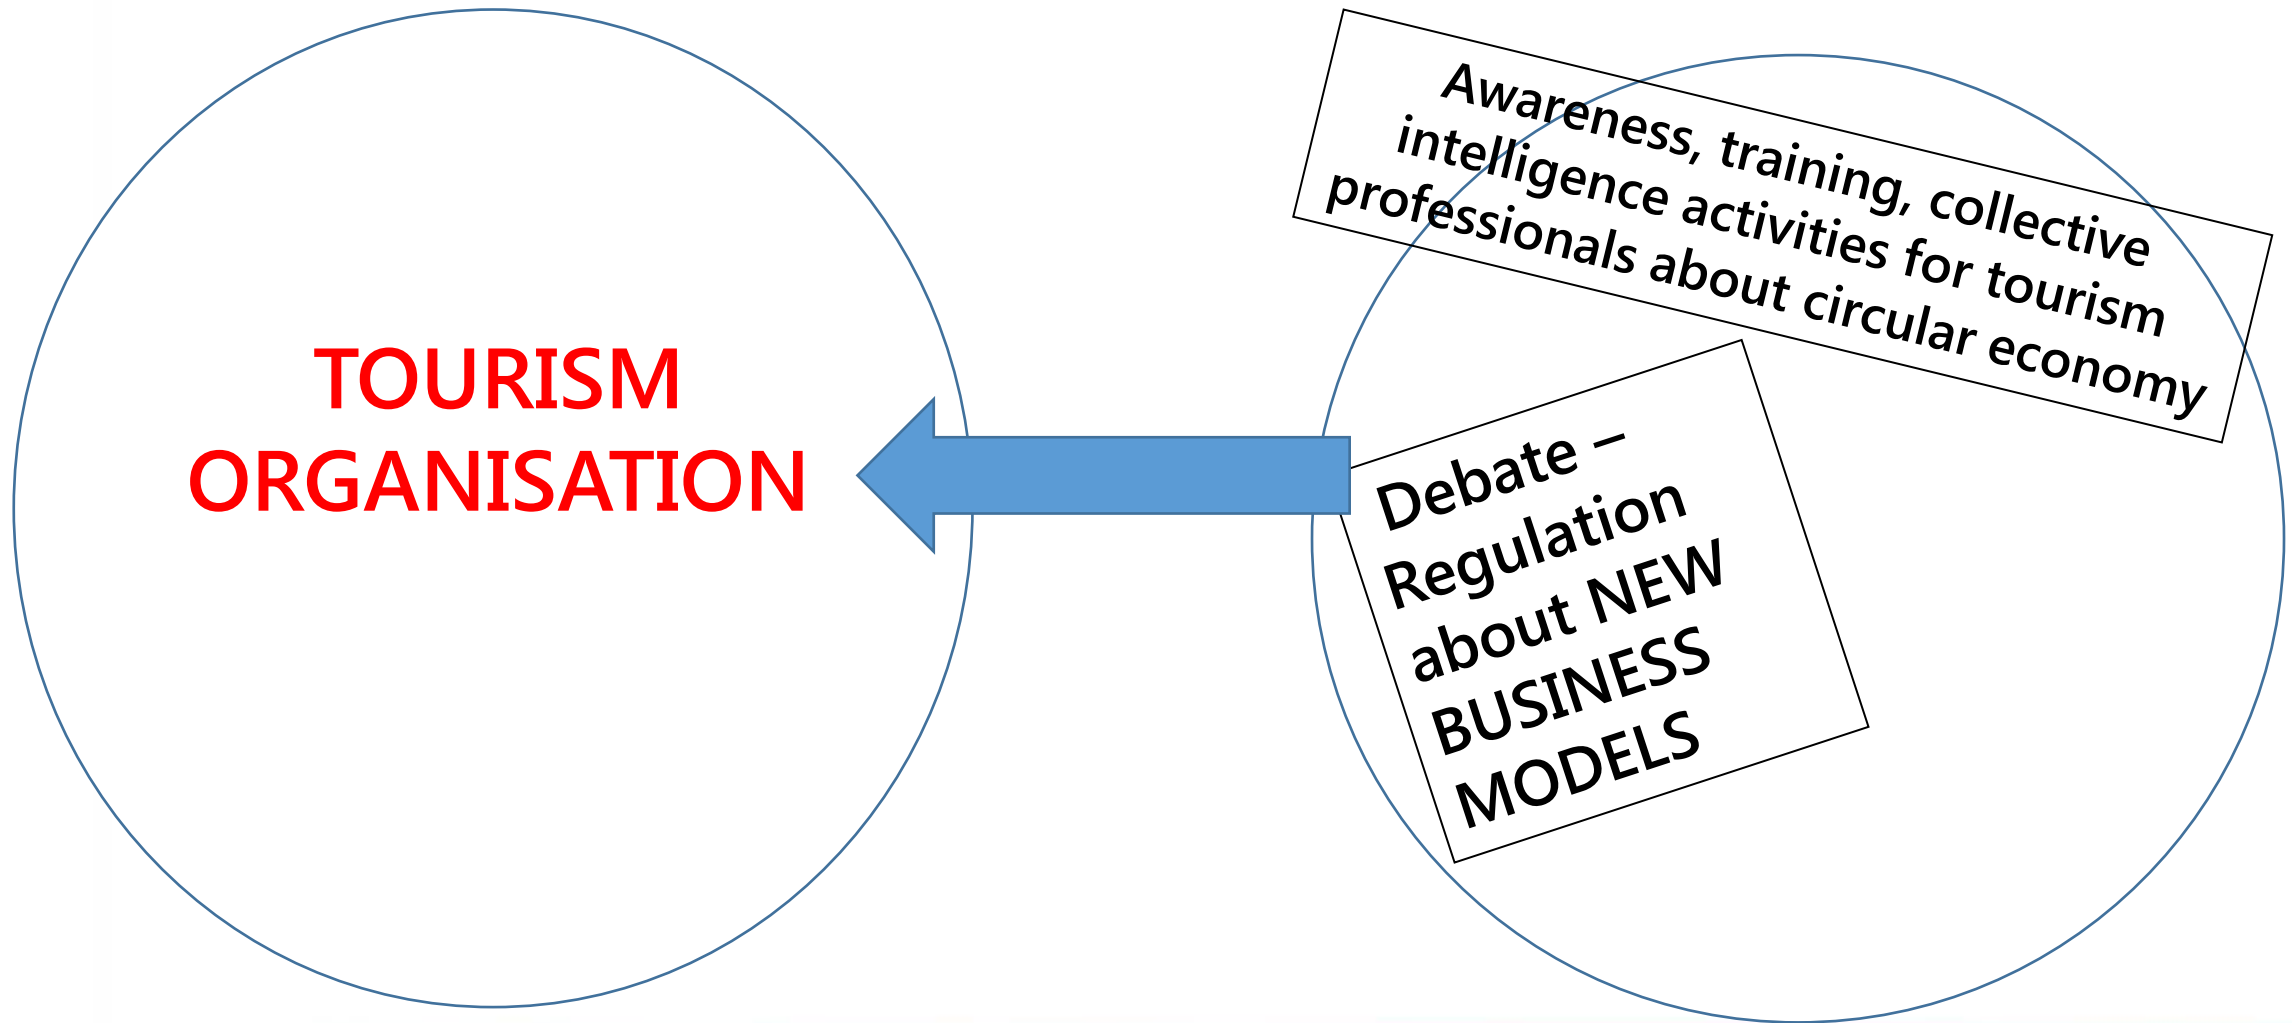 TOURISM
ORGANISATION
Awareness, training, collective
intelligence activities for tourism
professionals about circular economy
Debate –
Regulation
about NEW
BUSINESS
MODELS